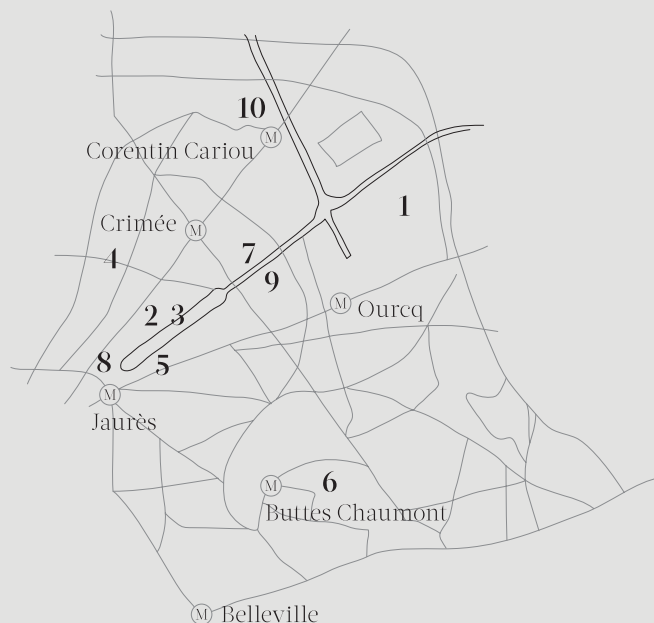 10
M
Corentin Cariou
1
Crimée
M
4
7
9
M
Ourcq
2
3
8
5
M
Jaurès
M
6
Buttes Chaumont
M
Belleville